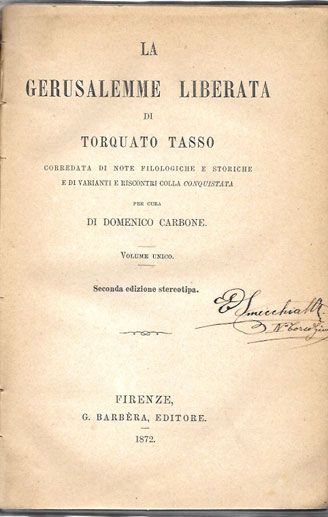 LA
GERUSALEMME LIBERATA
DI
TORQUATO TASSO
CORREDATA DI NOTE FILOLOGICHE E STORICHE
E DI VARIANTI E RISCONTRI COLLA CONQUISTATA
PER CURA
DI DOMENICO CARBONE.
VOLUME UNICO.
Seconda edizione stereotipa.
FIRENZE,
G. BARBÈRA, EDITORE.
1872.